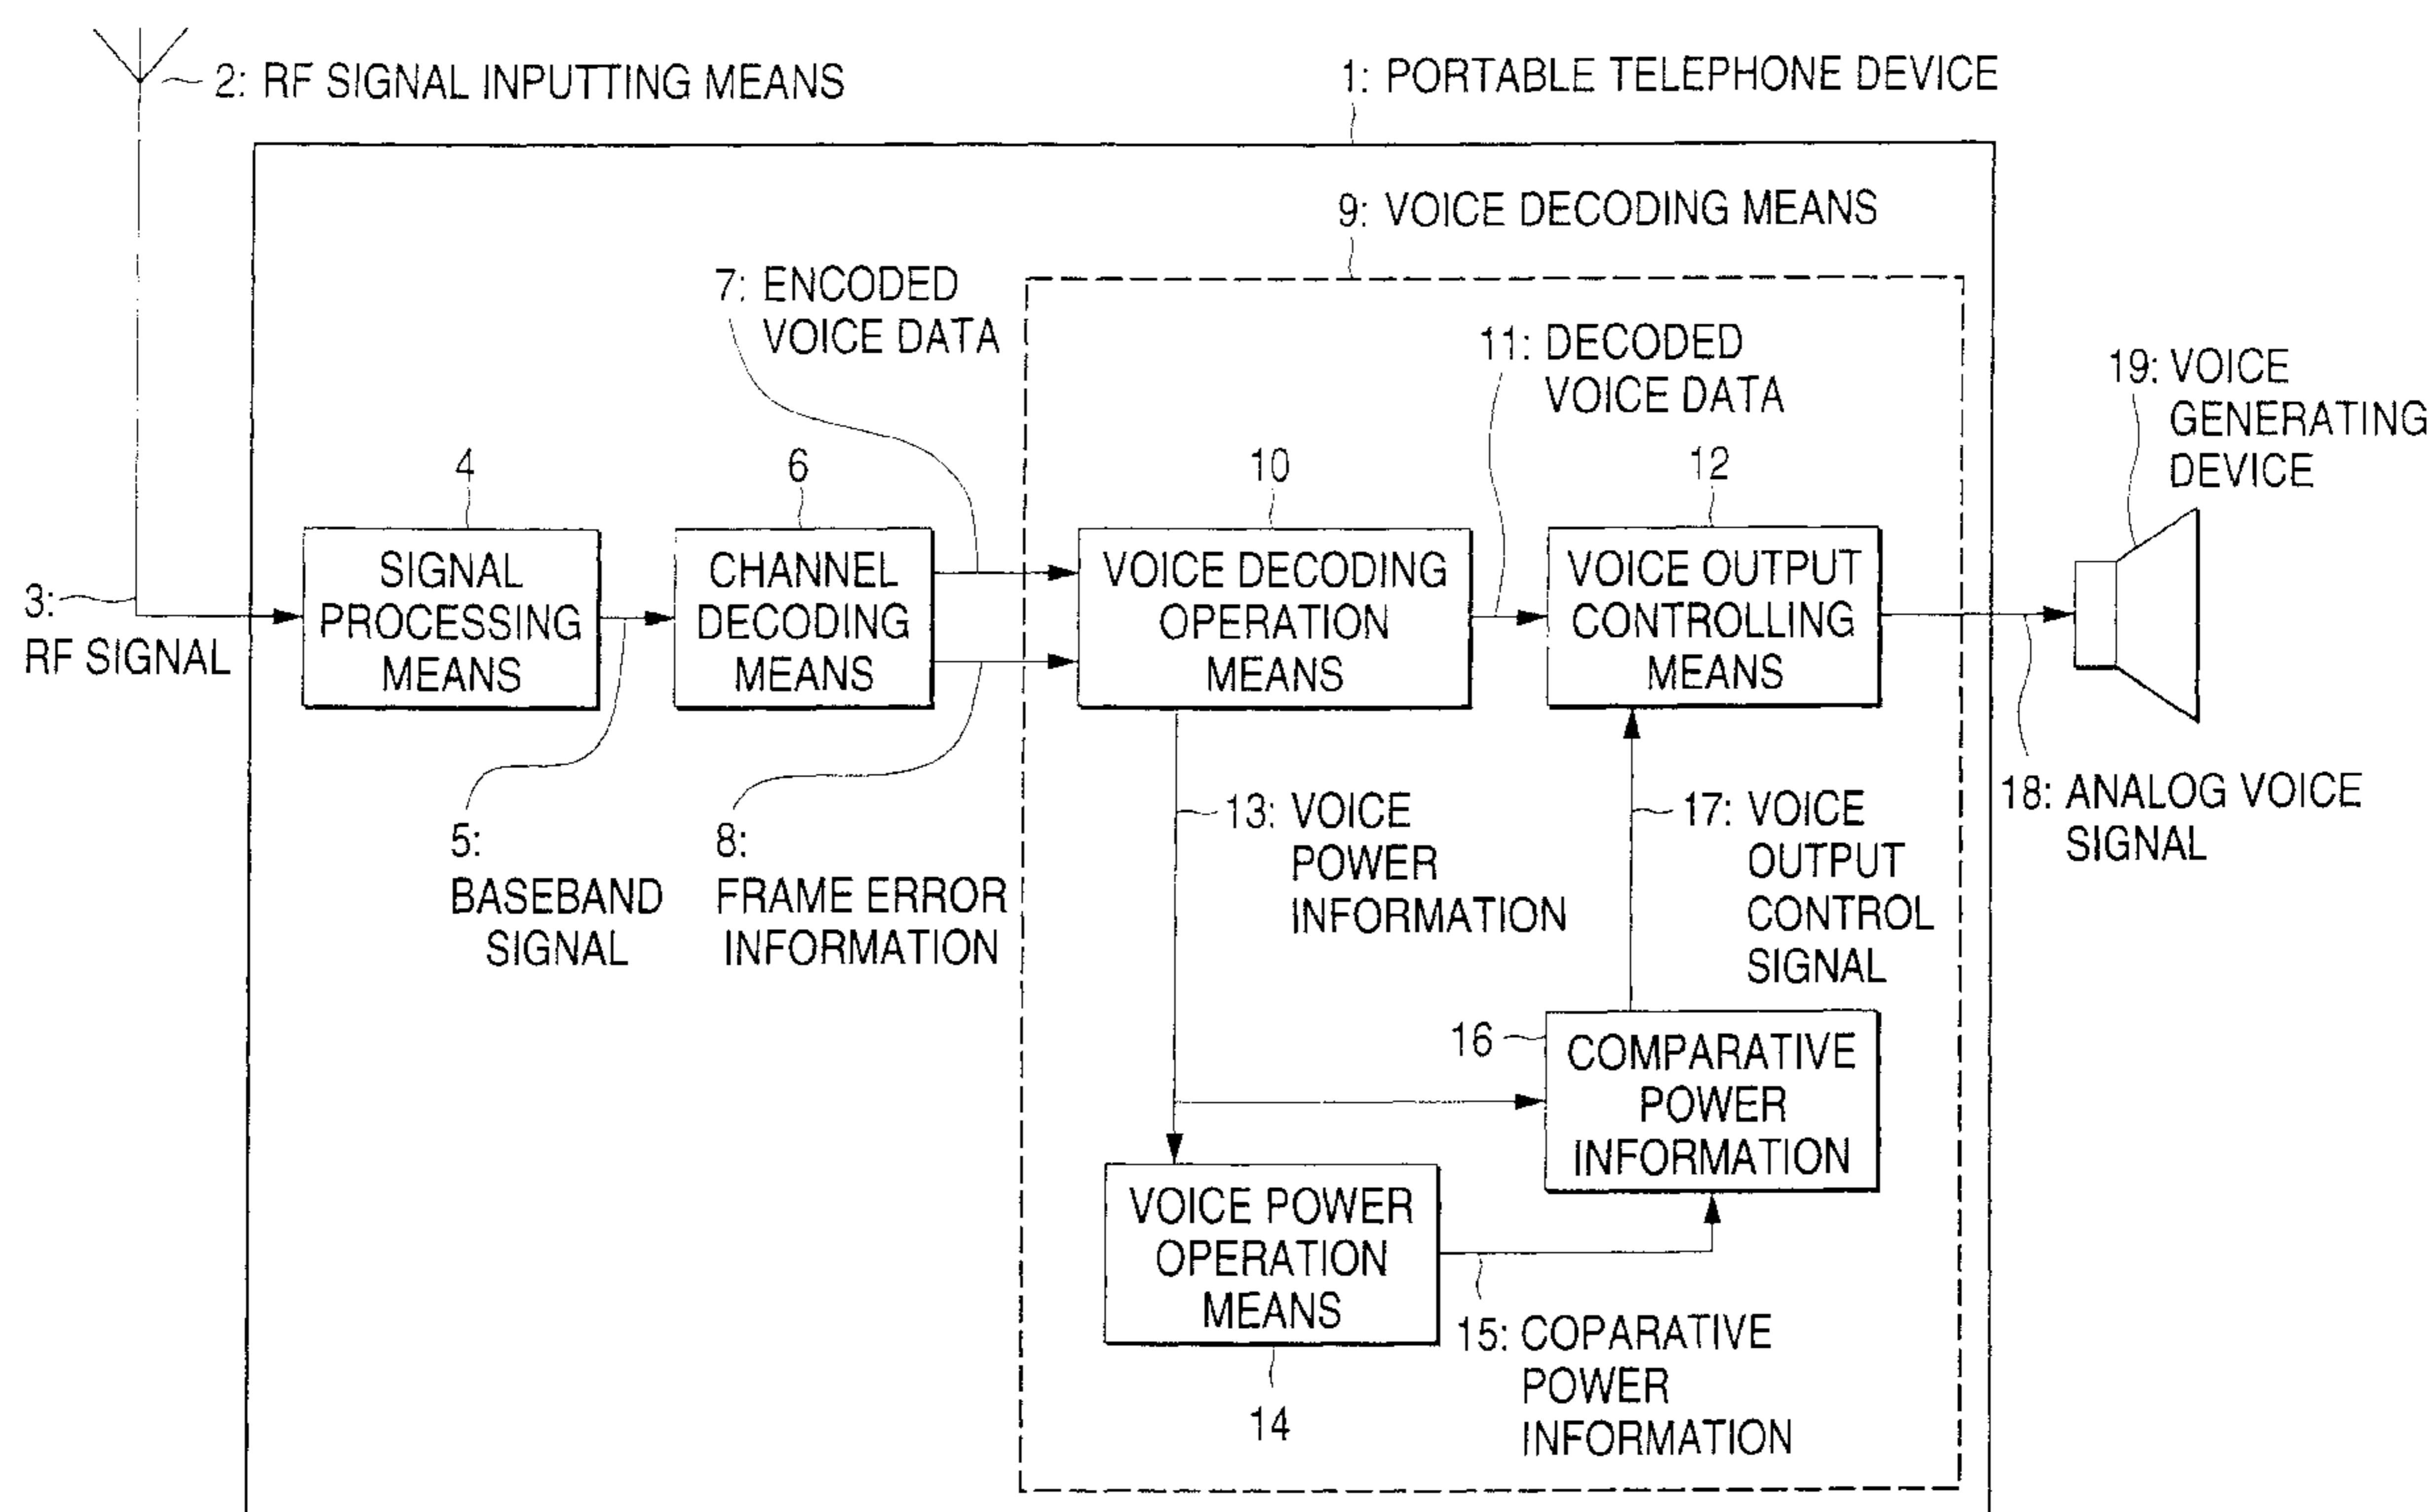 2: RF SIGNAL INPUTTING MEANS
1: PORTABLE TELEPHONE DEVICE
9: VOICE DECODING MEANS
7: ENCODED
VOICE DATA
11: DECODED
VOICE DATA
19: VOICE
GENERATING
DEVICE
4
6
10
12
3:
RF SIGNAL
SIGNAL
PROCESSING
MEANS
CHANNEL
DECODING
MEANS
VOICE DECODING
OPERATION
MEANS
VOICE OUTPUT
CONTROLLING
MEANS
5:
BASEBAND
SIGNAL
8:
FRAME ERROR
INFORMATION
13: VOICE
POWER
INFORMATION
17: VOICE
OUTPUT
CONTROL
SIGNAL
18: ANALOG VOICE
SIGNAL
16
COMPARATIVE
POWER
INFORMATION
VOICE POWER
OPERATION
MEANS
14
15: COPARATIVE
POWER
INFORMATION